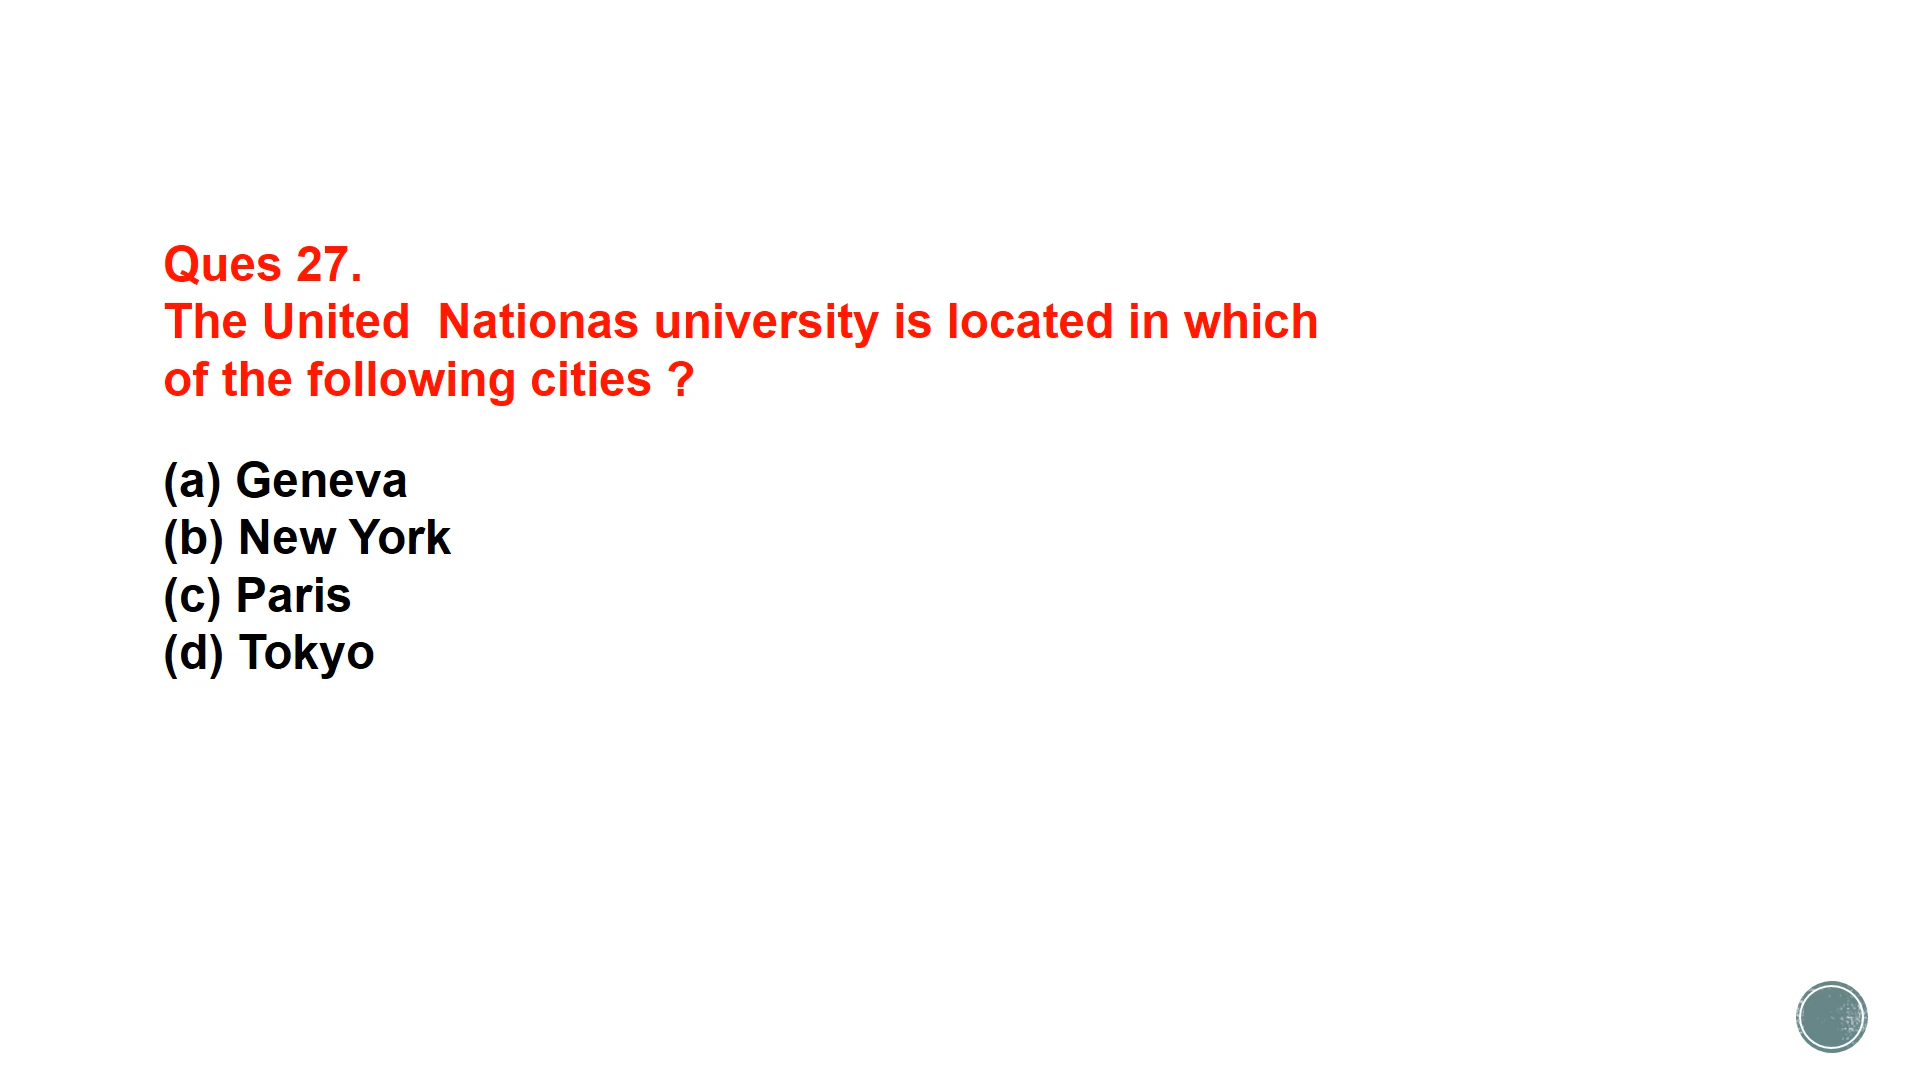 Ques 27.
The United  Nationas university is located in which
of the following cities ?
(a) Geneva
(b) New York
(c) Paris
(d) Tokyo